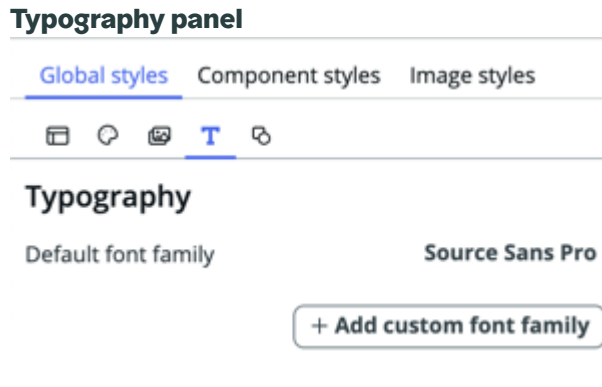 Typography panel
Global styles Component styles Image styles
T
Typography
Default font family Source Sans Pro
+ Add custom font family